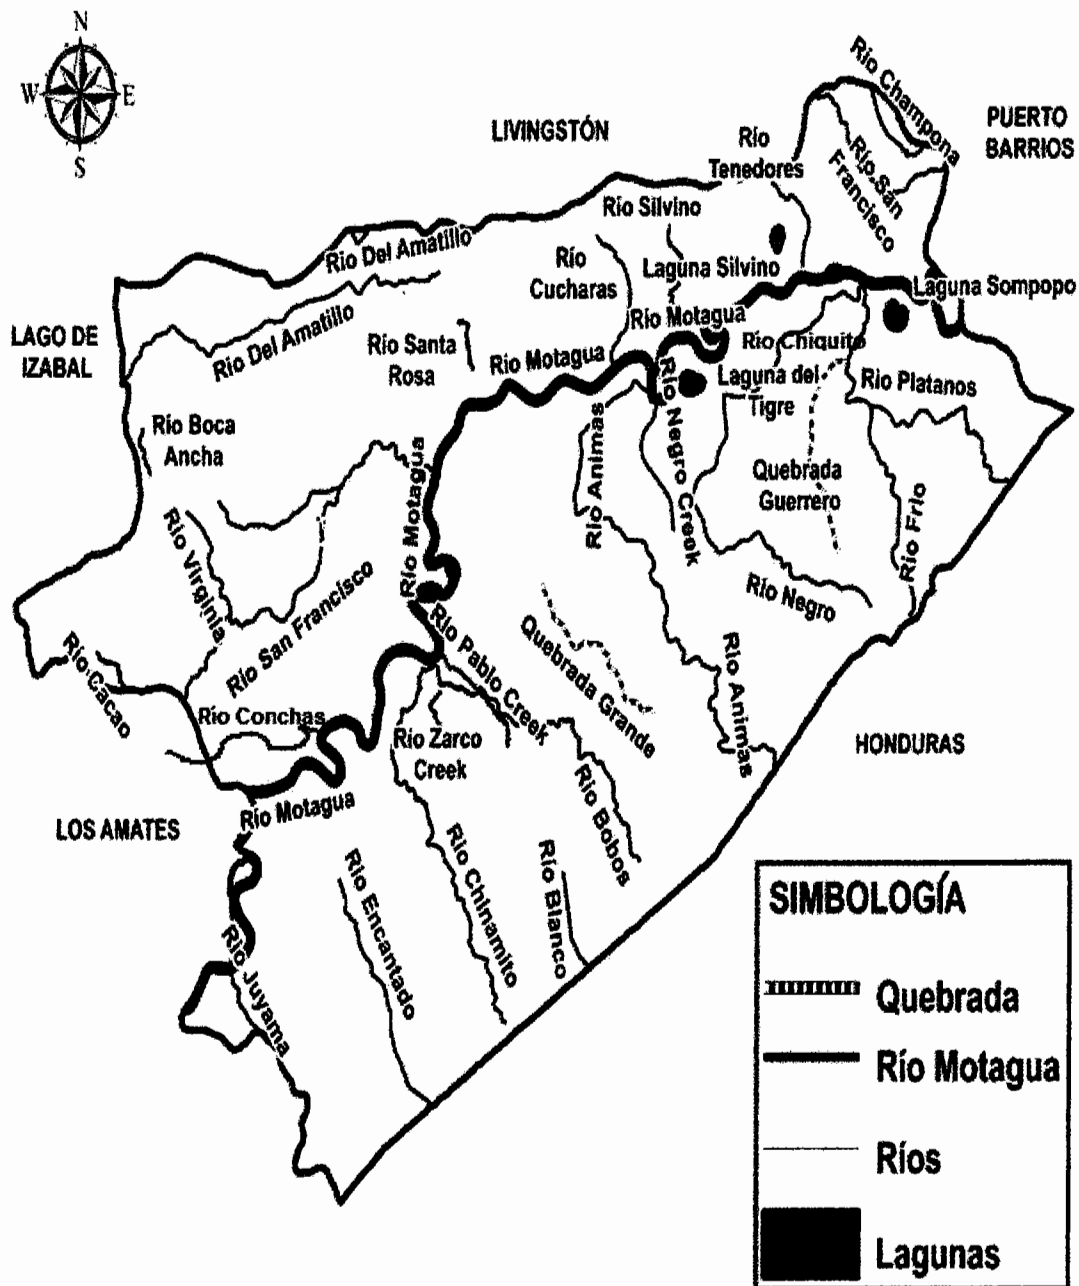 N
W
E
S
LIVINGSTÓN
PUERTO
BARRIOS
Río Champona
Río
Tenedores
Río Sán
Francisco
Río Silvino
Río Del Amatillo
Río
Cucharas
Laguna Silvino
Laguna Sompopo
LAGO DE
IZABAL
Río Del Amatillo
Río Santa
Rosa
Río Motagua
Río Motagua
Río Chiquito
Laguna del
Tigre
Río Platanos
Río Boca
Ancha
Río Motagua
Río Animas
Río Negro Creek
Quebrada
Guerrero
Río Frío
Río Virginia
Río San Francisco
Río Negro
Río Pablo Creek
Quebrada Grande
Río Animas
Río Cacao
Río Conchas
Río Zarco
Creek
HONDURAS
LOS AMATES
Río Motagua
Río Bobos
Río Encantado
Río Chinamito
Río Blanco
Río Juyama
SIMBOLOGÍA
Quebrada
Río Motagua
Ríos
Lagunas